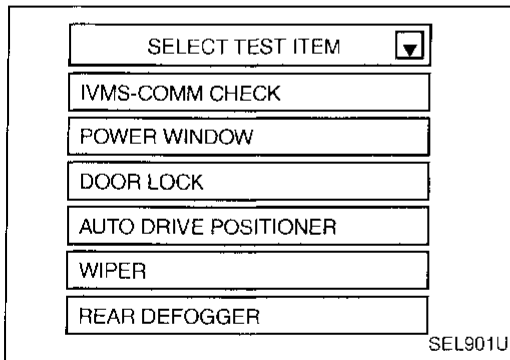 SELECT TEST ITEM
IVMS-COMM CHECK
POWER WINDOW
DOOR LOCK
AUTO DRIVE POSITIONER
WIPER
REAR DEFOGGER
SEL901U